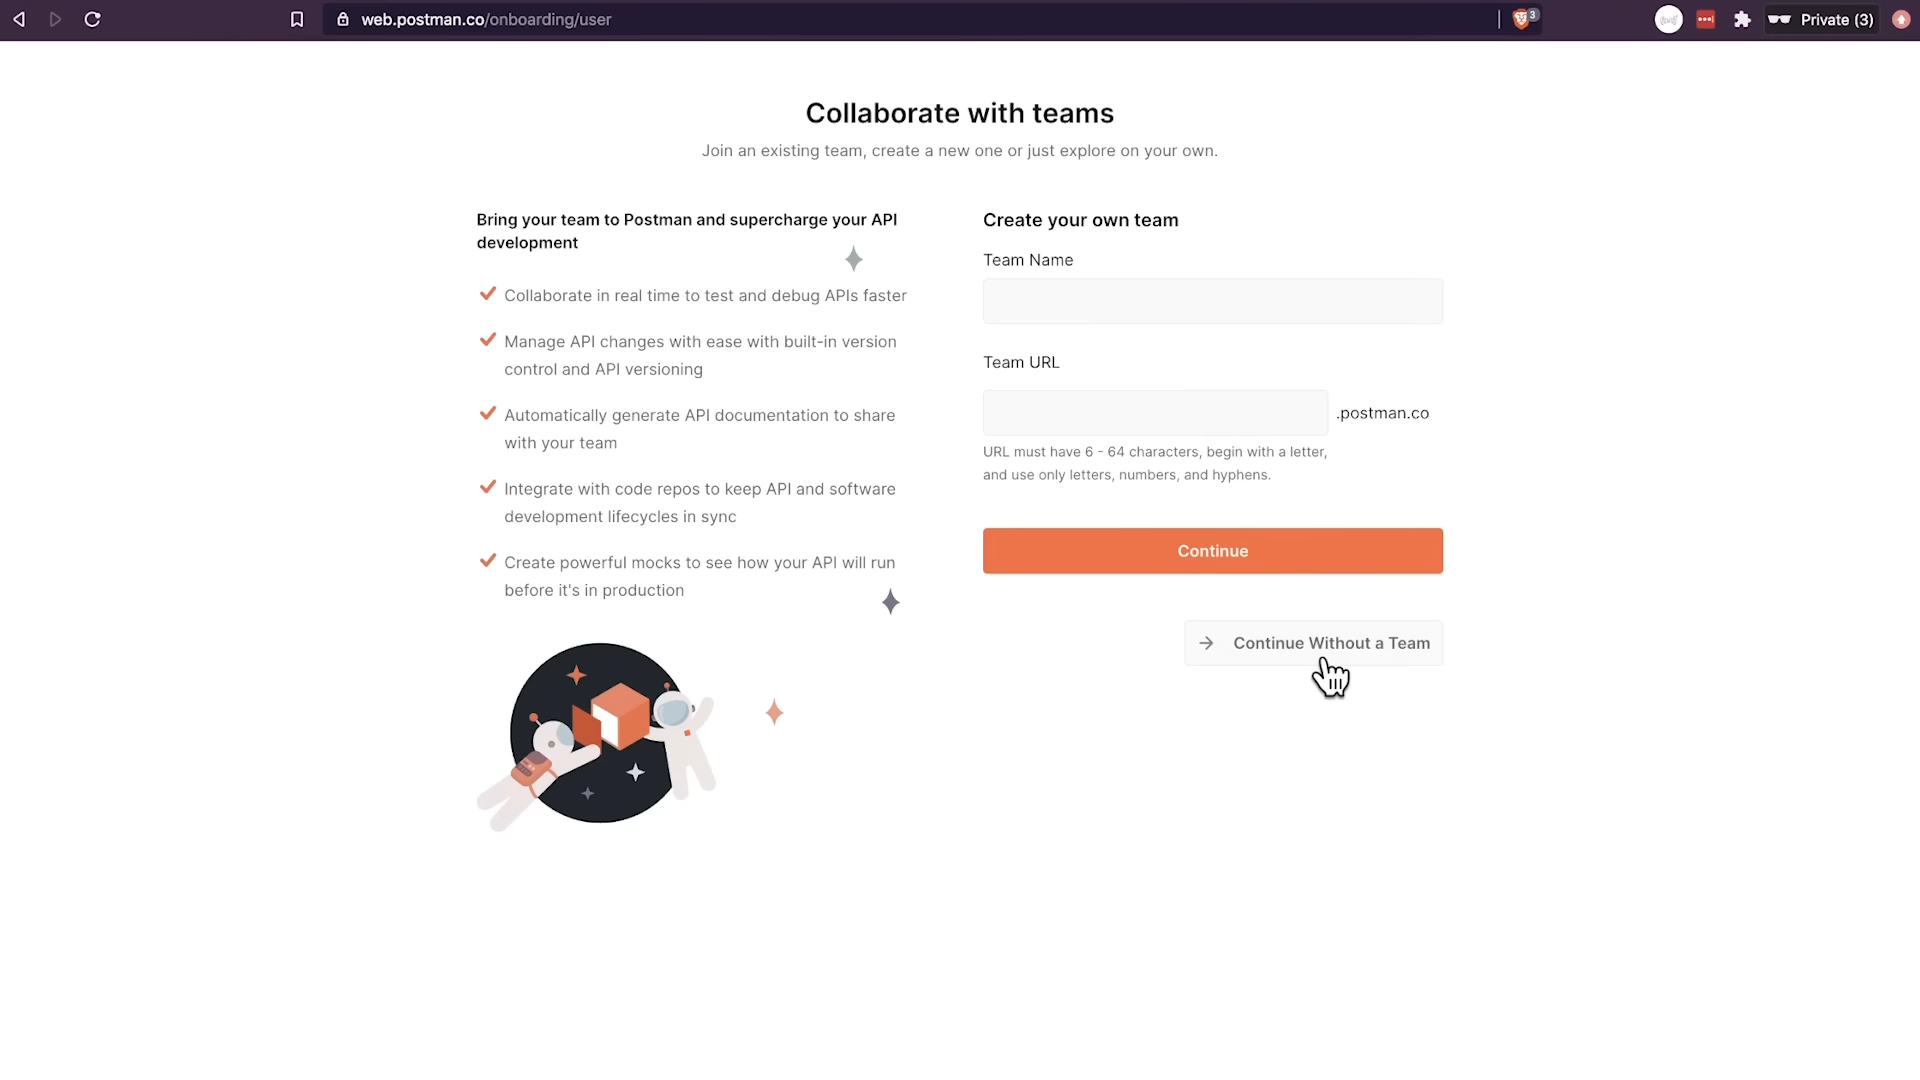 web.postman.co/onboarding/user
3
Private (3)
Collaborate with teams
Join an existing team, create a new one or just explore on your own.
Bring your team to Postman and supercharge your API
development
Collaborate in real time to test and debug APIs faster
Manage API changes with ease with built-in version
control and API versioning
Automatically generate API documentation to share
with your team
Integrate with code repos to keep API and software
development lifecycles in sync
Create powerful mocks to see how your API will run
before it's in production
Create your own team
Team Name
Team URL
.postman.co
URL must have 6 - 64 characters, begin with a letter,
and use only letters, numbers, and hyphens.
Continue
Continue Without a Team